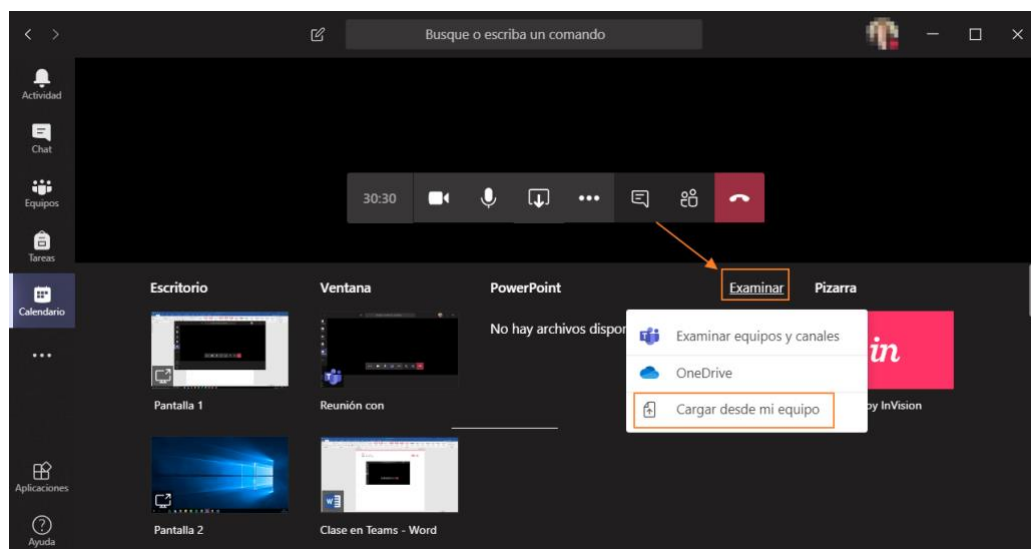 Busque o escriba un comando
Actividad
Chat
Equipos
Tareas
Calendario
Aplicaciones
Ayuda
30:30
Escritorio
Ventana
PowerPoint
Examinar
Pizarra
No hay archivos dispon
Examinar equipos y canales
OneDrive
Cargar desde mi equipo
in
by InVision
Pantalla 1
Reunión con
Pantalla 2
Clase en Teams - Word